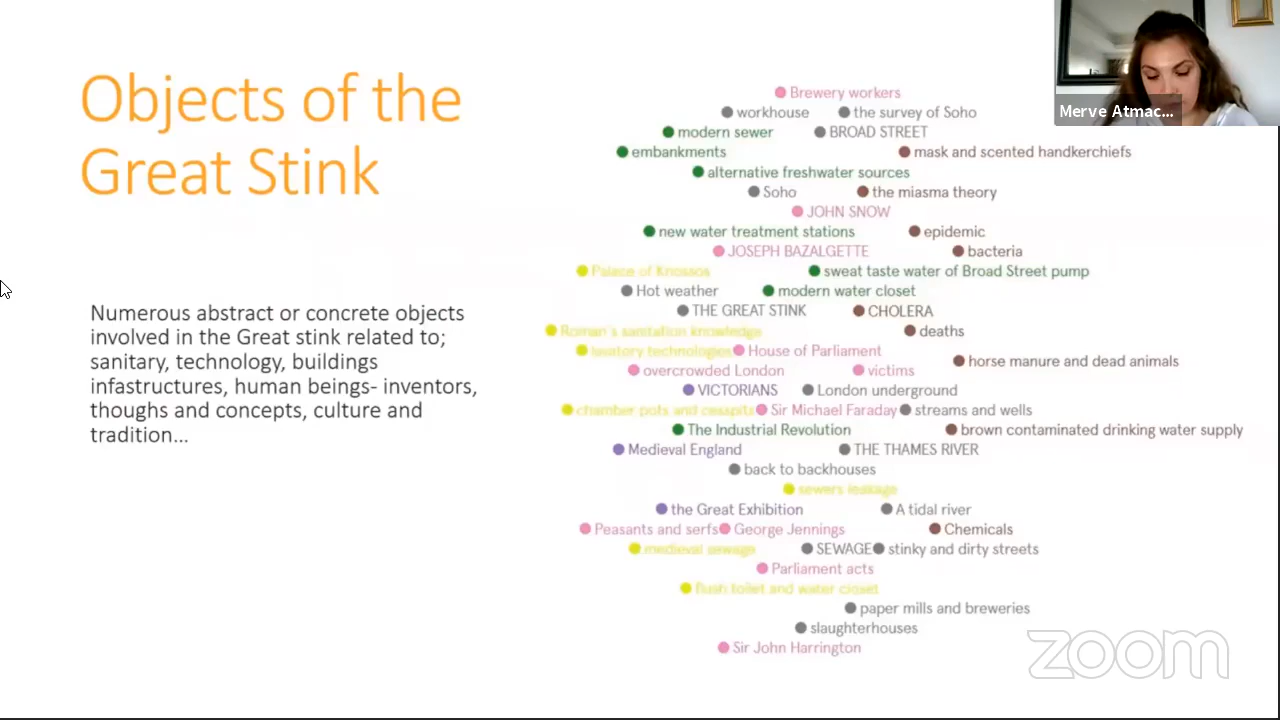 Objects of the
Great Stink
Numerous abstract or concrete objects
involved in the Great stink related to;
sanitary, technology, buildings
infastructures, human beings- inventors,
thoughs and concepts, culture and
tradition…
Merve Atmac...
Brewery workers
workhouse the survey of Soho
modern sewer BROAD STREET
embankments mask and scented handkerchiefs
alternative freshwater sources
Soho the miasma theory
JOHN SNOW
new water treatment stations epidemic
JOSEPH BAZALGETTE bacteria
Palace of Knossos sweat taste water of Broad Street pump
Hot weather modern water closet
THE GREAT STINK CHOLERA
Roman's sanitation knowledge deaths
lavatory technologies House of Parliament
horse manure and dead animals
overcrowded London victims
VICTORIANS London underground
chamber pots and cesspits Sir Michael Faraday streams and wells
The Industrial Revolution brown contaminated drinking water supply
Medieval England THE THAMES RIVER
back to backhouses
sewers leakage
the Great Exhibition A tidal river
Peasants and serfs George Jennings Chemicals
medieval sewage SEWAGE stinky and dirty streets
Parliament acts
flush toilet and water closet
paper mills and breweries
slaughterhouses
Sir John Harrington
zoom